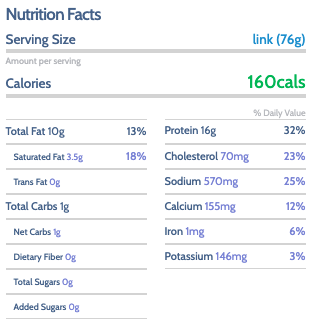 Nutrition Facts
Serving Size link (76g)
Amount per serving
Calories 160cals
% Daily Value
Total Fat 10g 13%
Saturated Fat 3.5g 18%
Trans Fat 0g
Total Carbs 1g
Net Carbs 1g
Dietary Fiber 0g
Total Sugars 0g
Added Sugars 0g
Protein 16g 32%
Cholesterol 70mg 23%
Sodium 570mg 25%
Calcium 155mg 12%
Iron 1mg 6%
Potassium 146mg 3%